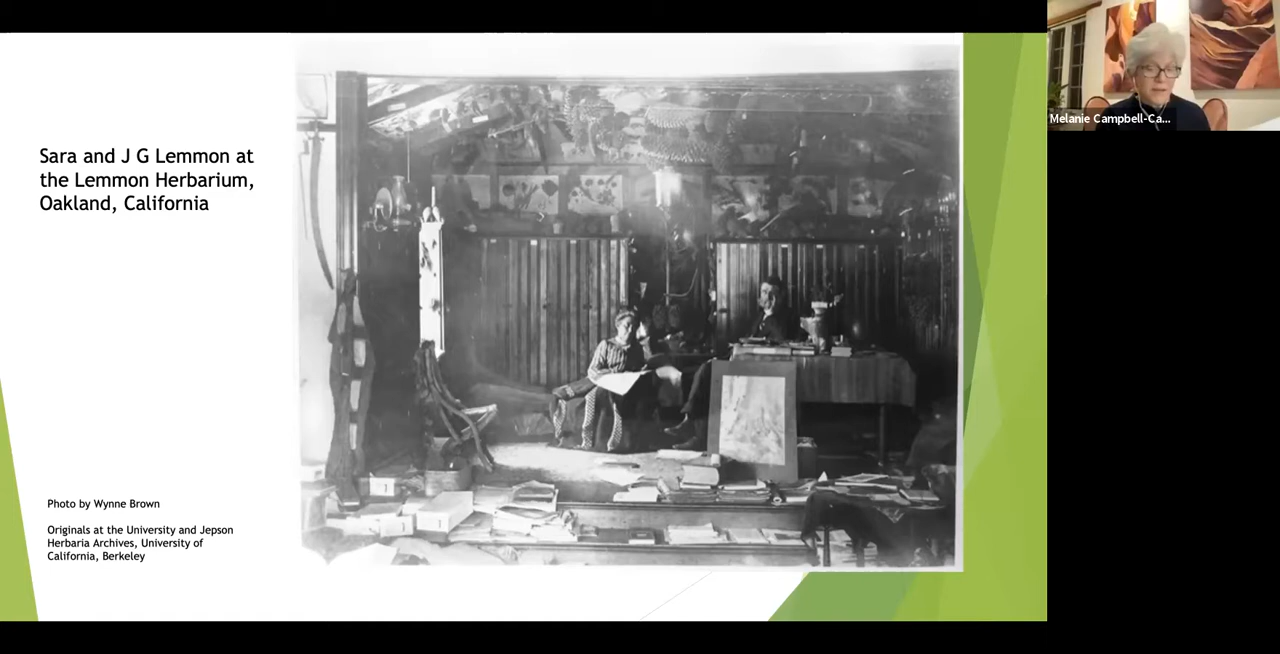 Sara and J G Lemmon at
the Lemmon Herbarium,
Oakland, California
Photo by Wynne Brown
Originals at the University and Jepson
Herbaria Archives, University of
California, Berkeley
Melanie Campbell-Ca...